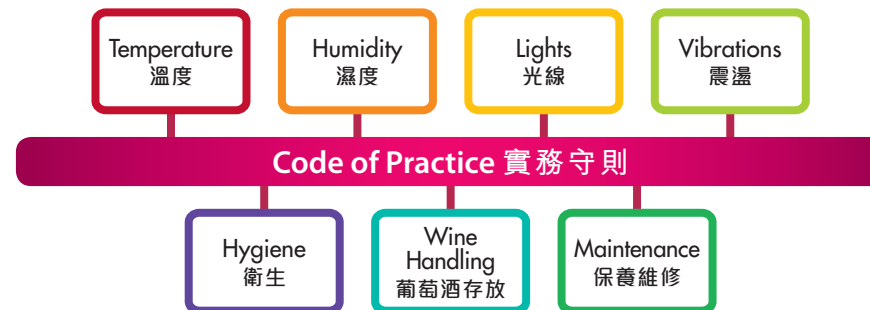 Temperature
溫度
Humidity
濕度
Lights
光線
Vibrations
震盪
Code of Practice 實務守則
Hygiene
衛生
Wine
Handling
葡萄酒存放
Maintenance
保養維修